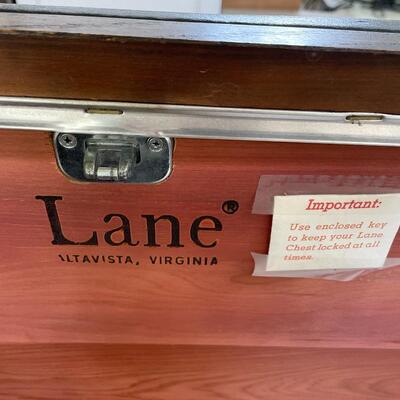 Lane®
ALTAVISTA, VIRGINIA
Important:
Use enclosed key
to keep your Lane
Chest locked at all
times.